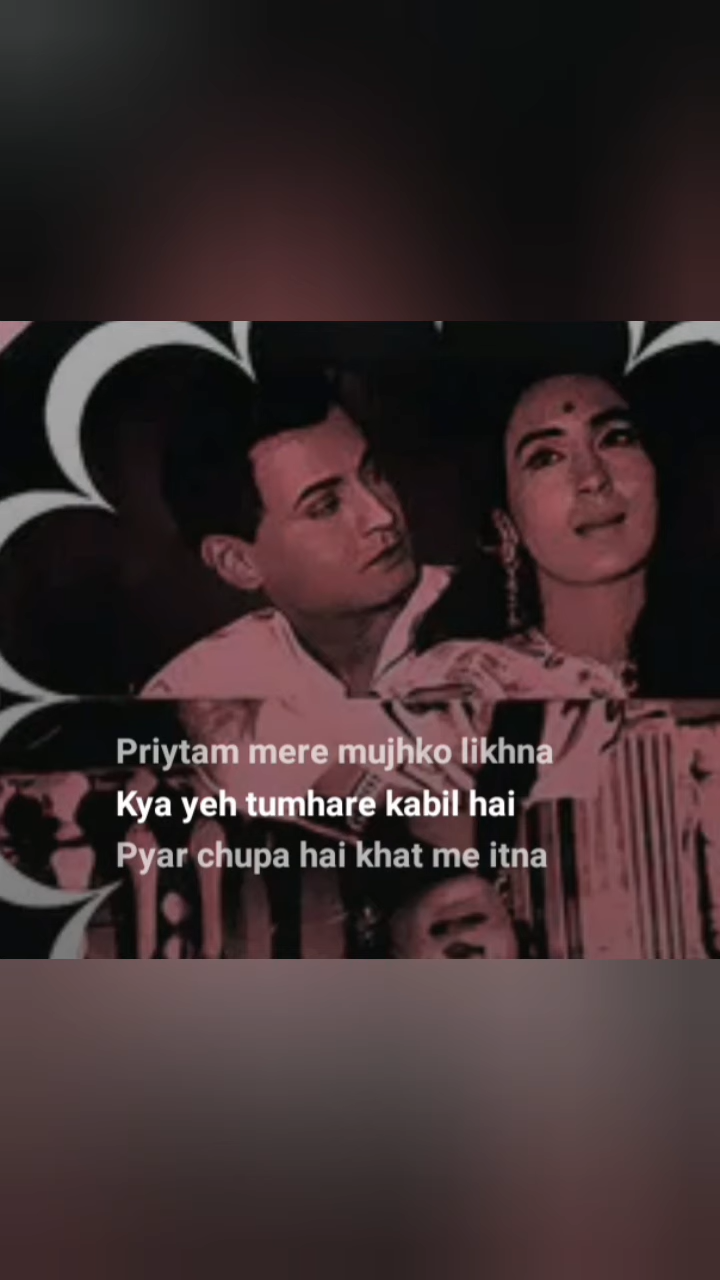 Priytam mere mujhko likhna
Kya yeh tumhare kabil hai
Pyar chupa hai khat me itna